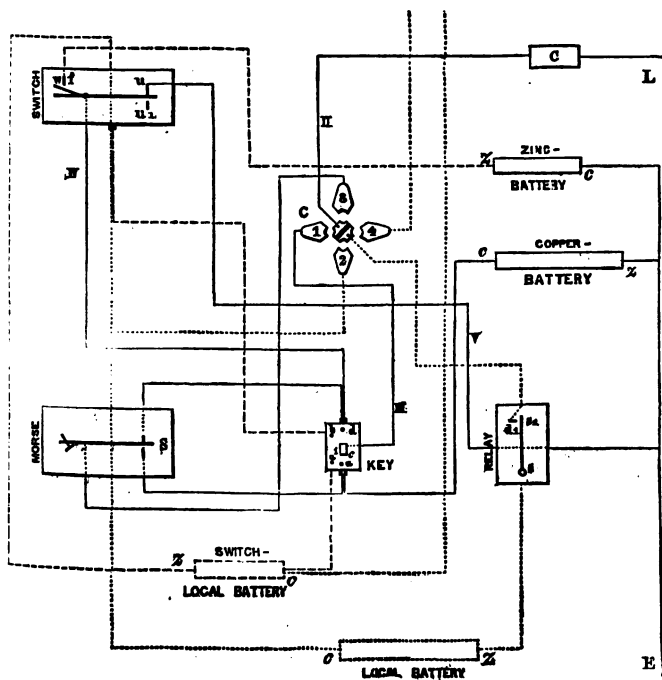 C
L
SWITCH
w f
u
u₂
II
IV
ZINC-
Z
C
BATTERY
3
C
1
4
2
COPPER-
C
Z
BATTERY
V
III
MORSE
KEY
RELAY
S
SWITCH-
Z
C
LOCAL BATTERY
C
Z
LOCAL BATTERY
E